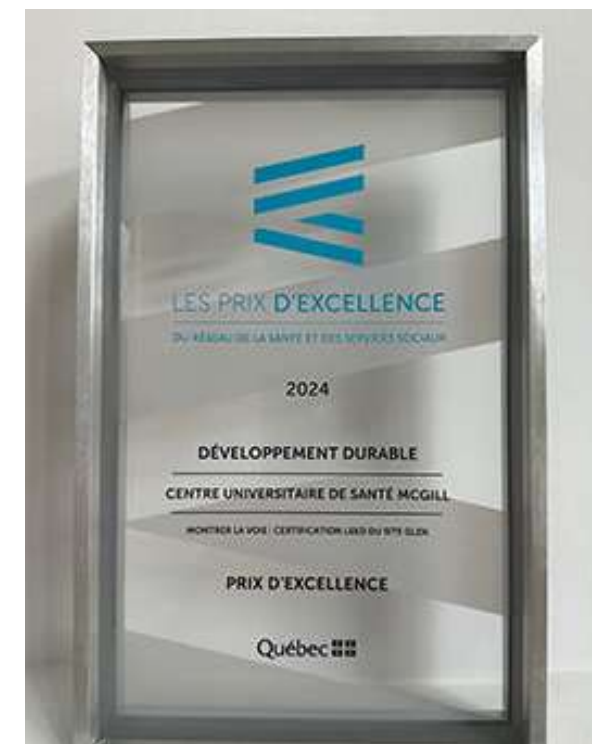 LES PRIX D'EXCELLENCE
DU RÉSEAU DE LA SANTÉ ET DES SERVICES SOCIAUX
2024
DÉVELOPPEMENT DURABLE
CENTRE UNIVERSITAIRE DE SANTÉ MCGILL
MONTRER LA VOIE : CERTIFICATION LEED DU SITE GLEN
PRIX D'EXCELLENCE
Québec